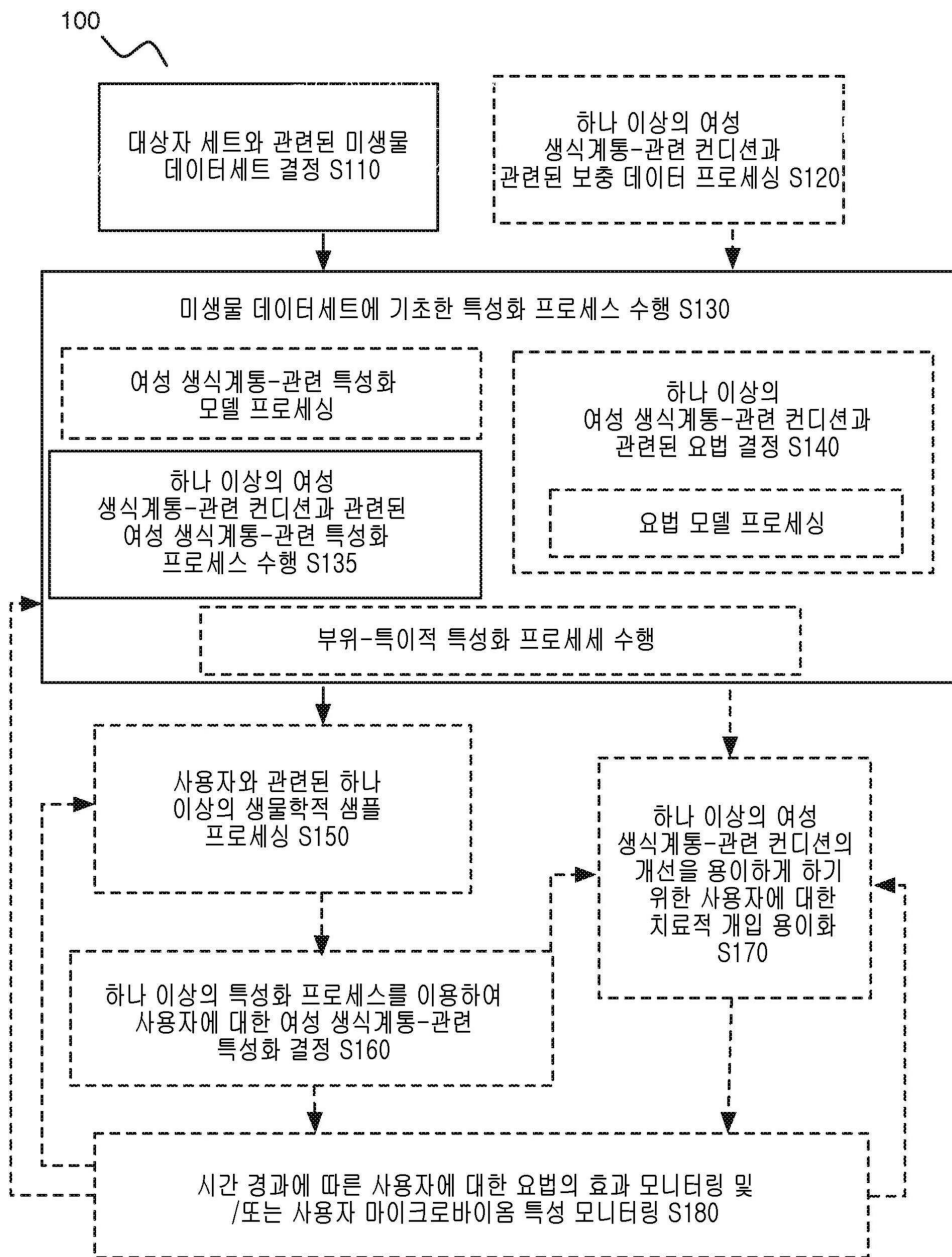 100
대상자 세트와 관련된 미생물
데이터세트 결정 S110
하나 이상의 여성
생식계통-관련 컨디션과
관련된 보충 데이터 프로세싱 S120
미생물 데이터세트에 기초한 특성화 프로세스 수행 S130
여성 생식계통-관련 특성화
모델 프로세싱
하나 이상의 여성
생식계통-관련 컨디션과 관련된
여성 생식계통-관련 특성화
프로세스 수행 S135
하나 이상의
여성 생식계통-관련 컨디션과
관련된 요법 결정 S140
요법 모델 프로세싱
부위-특이적 특성화 프로세세 수행
사용자와 관련된 하나
이상의 생물학적 샘플
프로세싱 S150
하나 이상의 여성
생식계통-관련 컨디션의
개선을 용이하게 하기
위한 사용자에 대한
치료적 개입 용이화
S170
하나 이상의 특성화 프로세스를 이용하여
사용자에 대한 여성 생식계통-관련
특성화 결정 S160
시간 경과에 따른 사용자에 대한 요법의 효과 모니터링 및
/또는 사용자 마이크로바이옴 특성 모니터링 S180